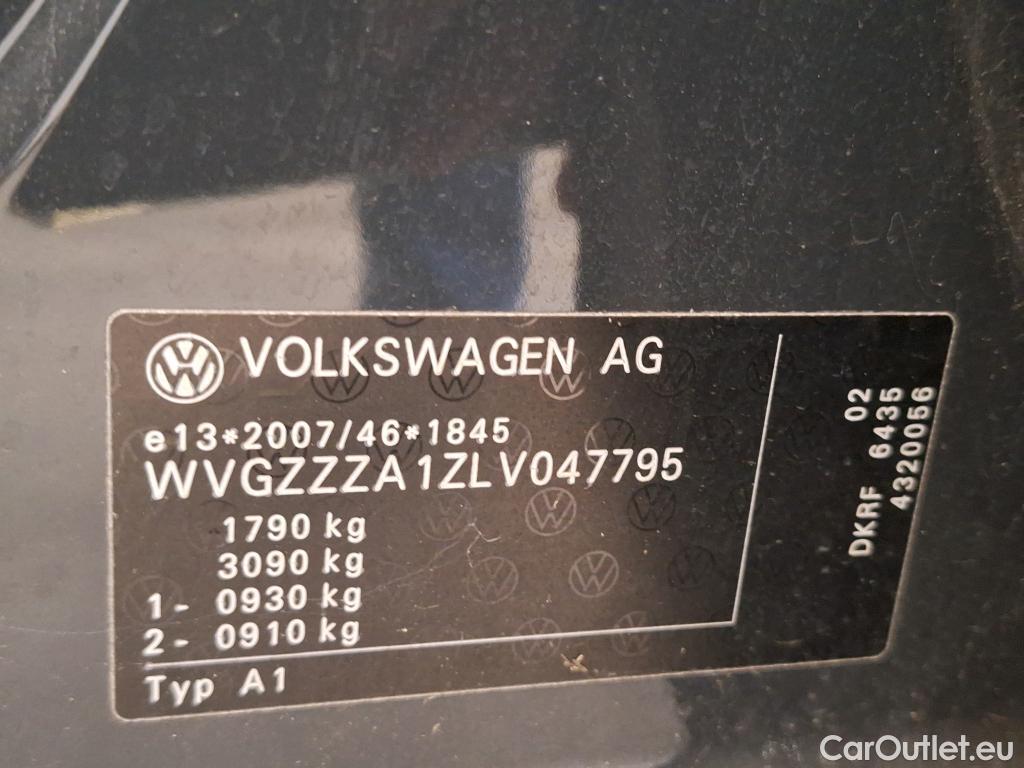 VOLKSWAGEN AG
e13*2007/46*1845
WVGZZZA1ZLV047795
1790 kg
3090 kg
1- 0930 kg
2- 0910 kg
Typ A1
DKRF 02
6435
4320056
CarOutlet.eu